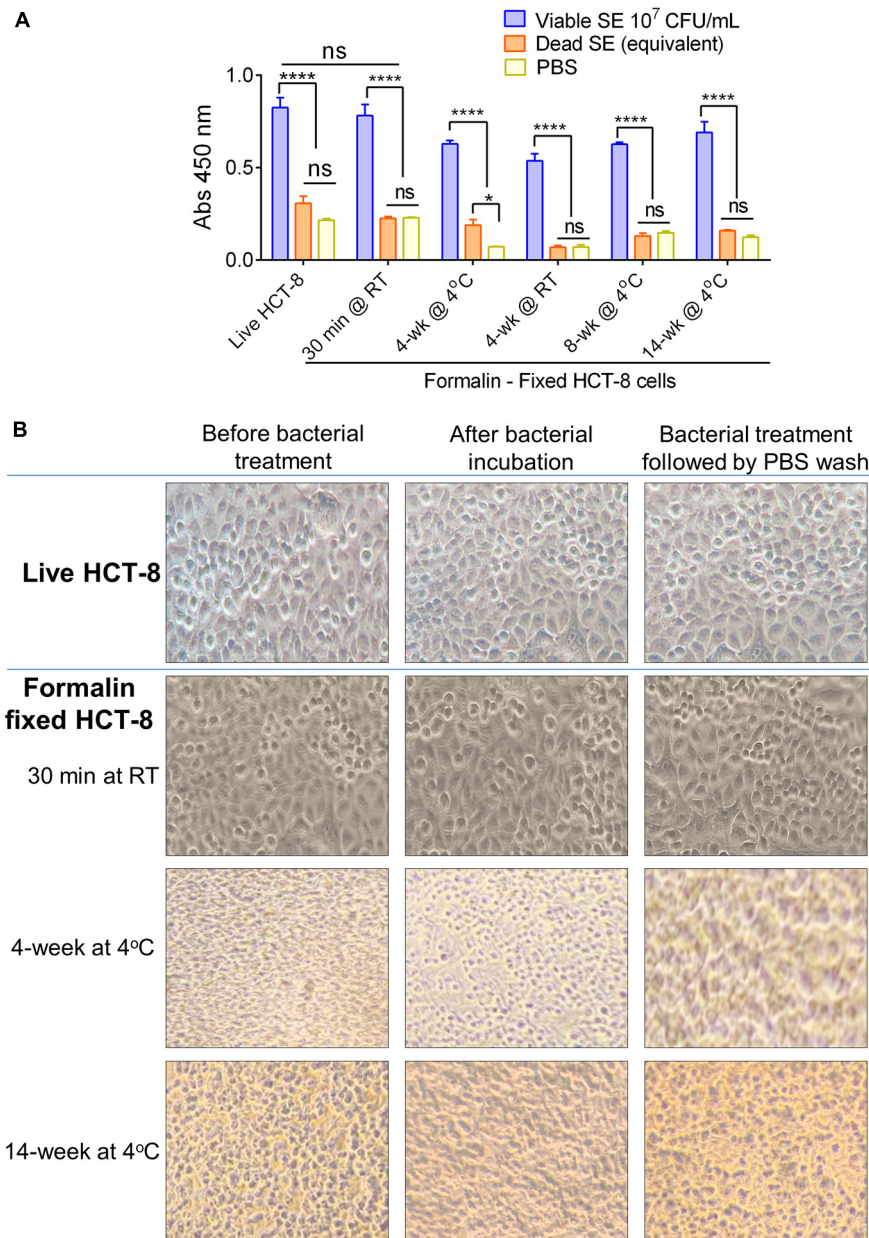 A
Viable SE 10⁷ CFU/mL
Dead SE (equivalent)
PBS
ns
**** **** **** **** **** ****
ns ns * ns ns ns
Abs 450 nm
1.0
0.5
0.0
Live HCT-8
30 min @ RT
4-wk @ 4°C
4-wk @ RT
8-wk @ 4°C
14-wk @ 4°C
Formalin - Fixed HCT-8 cells
B
Before bacterial
treatment
After bacterial
incubation
Bacterial treatment
followed by PBS wash
Live HCT-8
Formalin
fixed HCT-8
30 min at RT
4-week at 4°C
14-week at 4°C